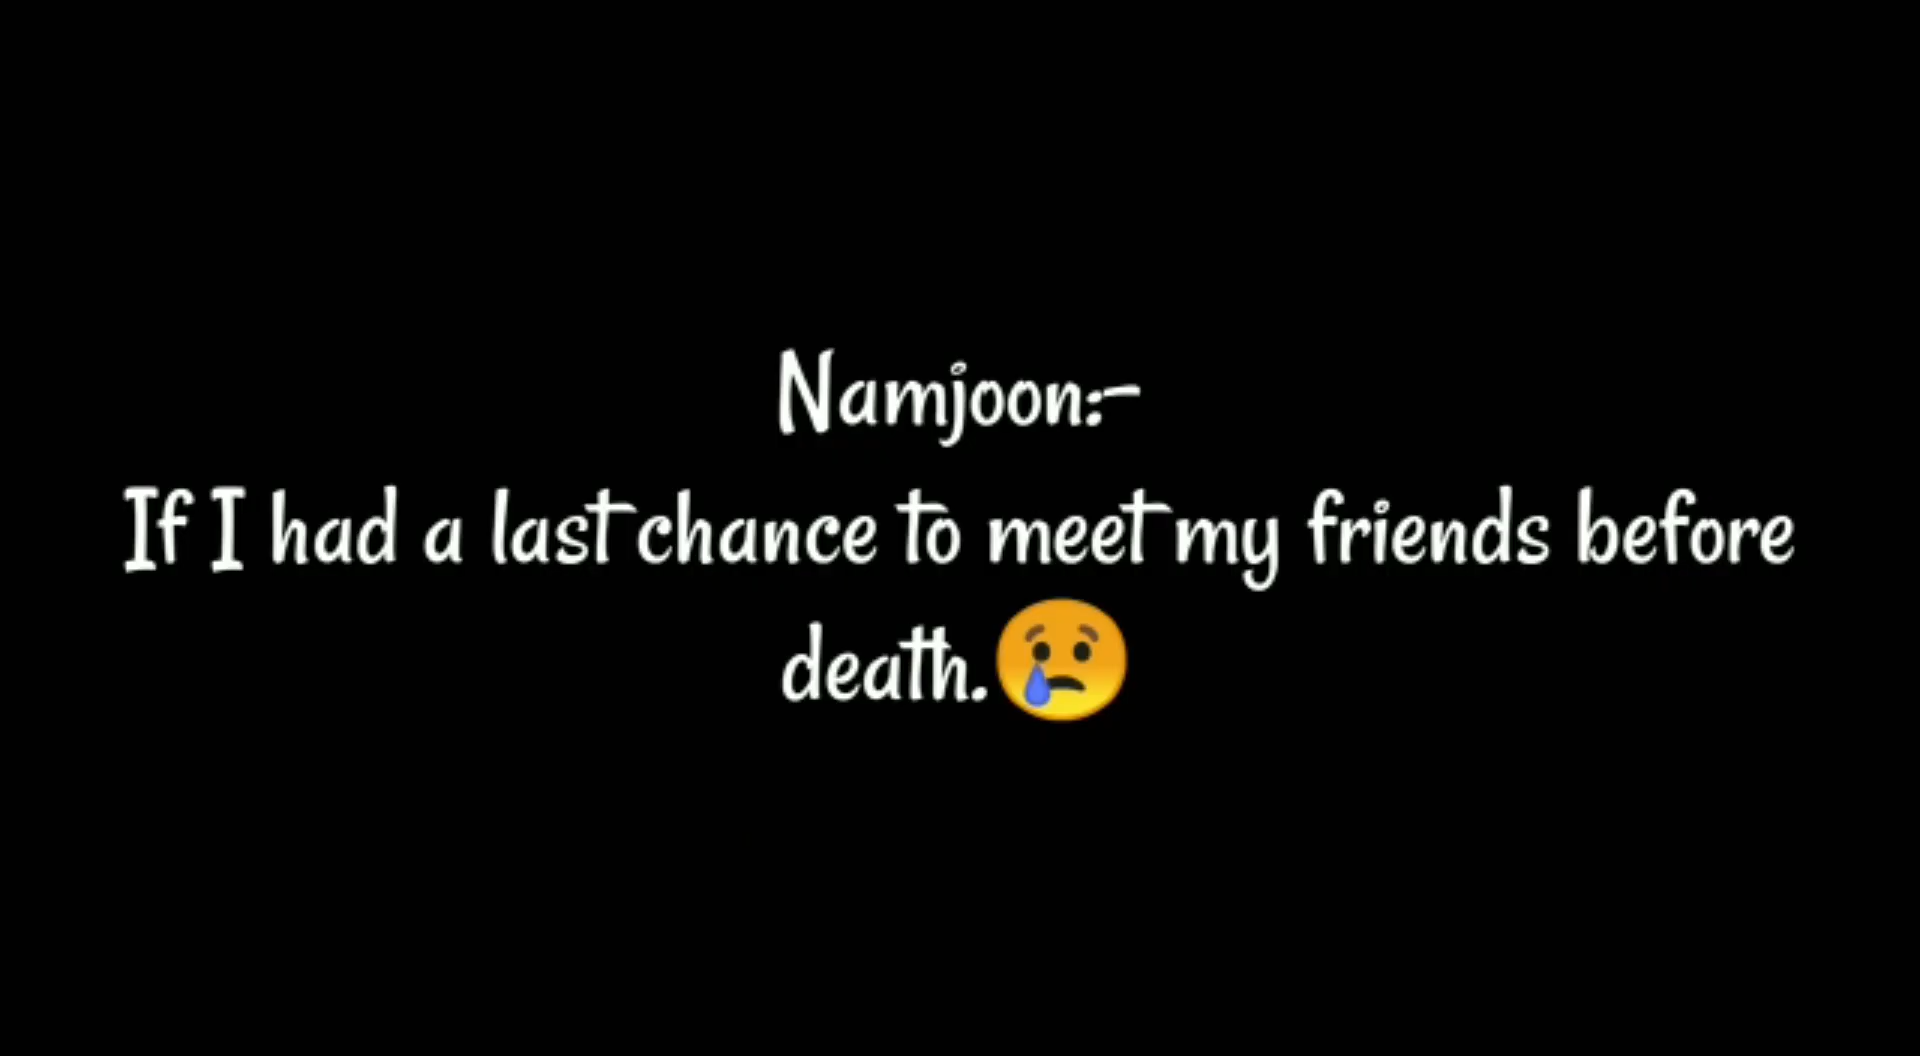 Namjoon:-
If I had a last chance to meet my friends before
death.😢